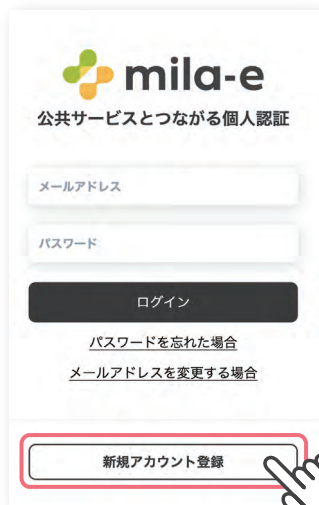 mila-e
公共サービスとつながる個人認証
メールアドレス
パスワード
ログイン
パスワードを忘れた場合
メールアドレスを変更する場合
新規アカウント登録